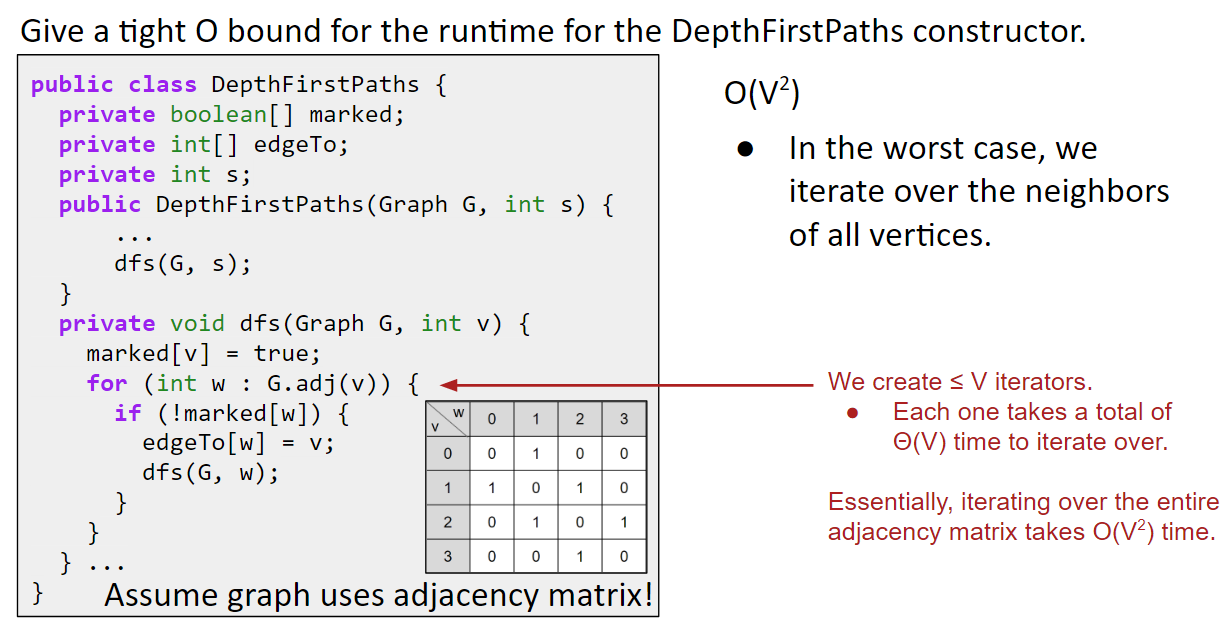 Give a tight O bound for the runtime for the DepthFirstPaths constructor.
public class DepthFirstPaths {
private boolean[] marked;
private int[] edgeTo;
private int s;
public DepthFirstPaths(Graph G, int s) {
...
dfs(G, s);
}
private void dfs(Graph G, int v) {
marked[v] = true;
for (int w : G.adj(v)) {
if (!marked[w]) {
edgeTo[w] = v;
dfs(G, w);
}
}
} ...
}
w
v
0 1 2 3
0 0 1 0 0
1 1 0 1 0
2 0 1 0 1
3 0 0 1 0
Assume graph uses adjacency matrix!
O(V²)
● In the worst case, we
iterate over the neighbors
of all vertices.
We create ≤ V iterators.
● Each one takes a total of
Θ(V) time to iterate over.
Essentially, iterating over the entire
adjacency matrix takes O(V²) time.